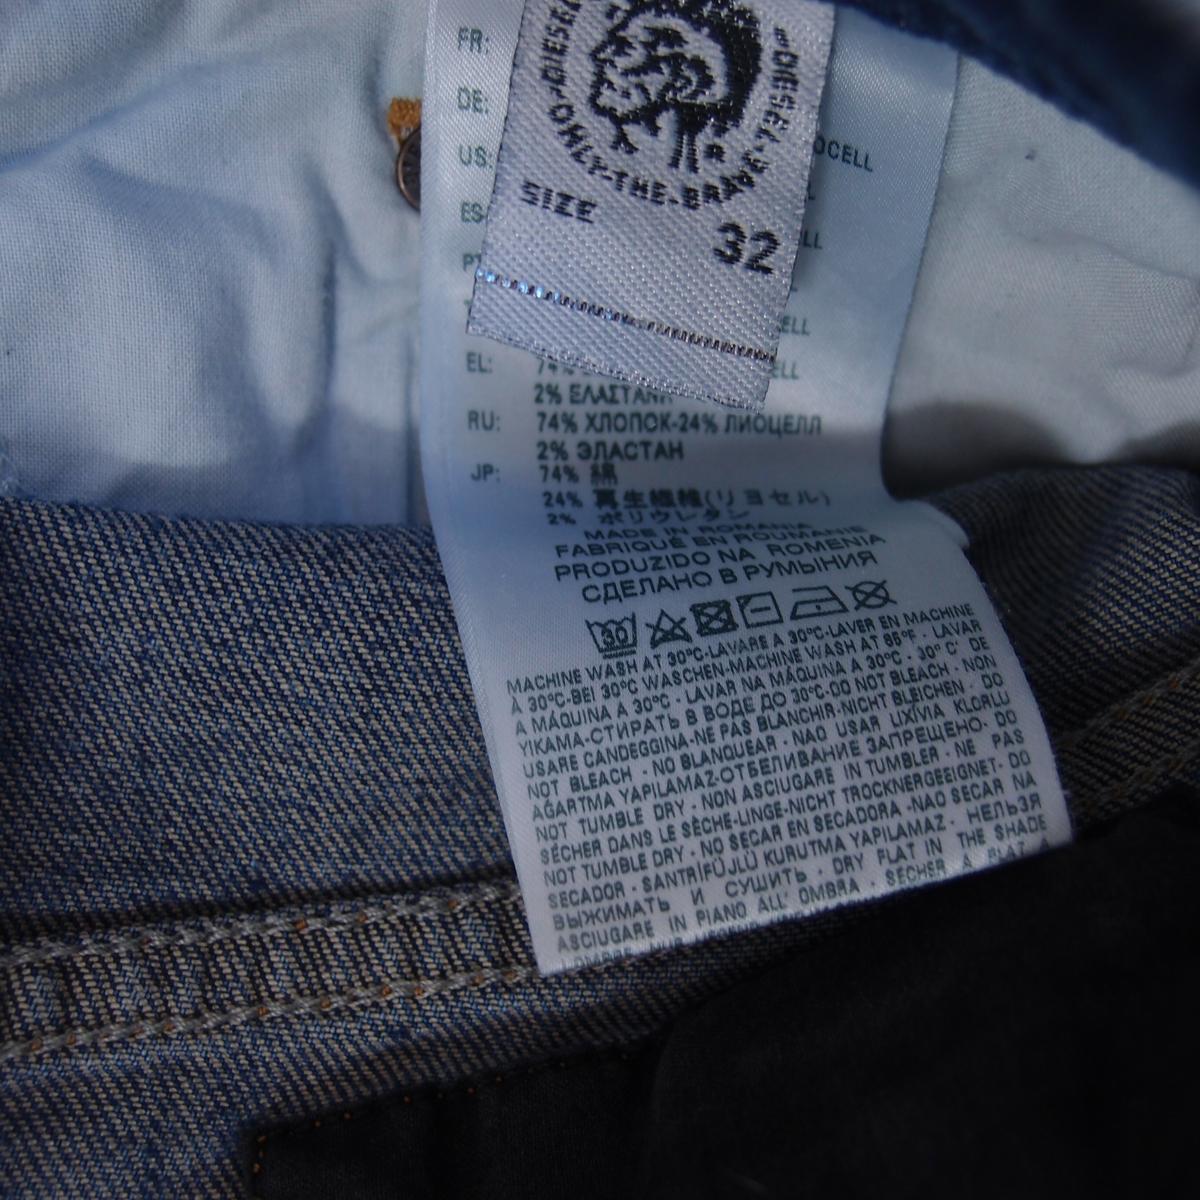 DIESEL
ONLY-THE-BRAVE
SIZE
32
FR:
DE:
US:
OCELL
ES:
LL
ELL
EL: 74% ELL
2% ΕΛΑΣΤΑΝΗ
RU: 74% ХЛОПОК-24% ЛИОЦЕЛЛ
2% ЭЛАСТАН
JP: 74% 綿
24% 再生繊維(リヨセル)
2% ポリウレタン
MADE IN ROMANIA
FABRIQUÉ EN ROUMANIE
PRODUZIDO NA ROMENIA
СДЕЛАНО В РУМЫНИЯ
30
MACHINE WASH AT 30°C-LAVARE A 30°C-LAVER EN MACHINE
A 30°C-BEI 30°C WASCHEN-MACHINE WASH AT 85°F - LAVAR
A MÁQUINA A 30°C - LAVAR NA MÁQUINA A 30°C - 30° C' DE
YIKAMA-СТИРАТЬ В ВОДЕ ДО 30°C-DO NOT BLEACH - NON
USARE CANDEGGINA-NE PAS BLANCHIR-NICHT BLEICHEN - DO
NOT BLEACH - NO BLANQUEAR - NAO USAR LIXÍVIA KLORLU
AĞARTMA YAPILAMAZ-ОТБЕЛИВАНИЕ ЗАПРЕЩЕНО- DO
NOT TUMBLE DRY - NON ASCIUGARE IN TUMBLER - NE PAS
SÉCHER DANS LE SÈCHE-LINGE-NICHT TROCKNERGEEIGNET- DO
NOT TUMBLE DRY - NO SECAR EN SECADORA -NAO SECAR NA
SECADOR - SANTRİFÜJLÜ KURUTMA YAPILAMAZ - НЕЛЬЗЯ
ВЫЖИМАТЬ И СУШИТЬ - DRY FLAT IN THE SHADE
ASCIUGARE IN PIANO ALL' OMBRA - SÉCHER À PLAT À
L'OMBRE